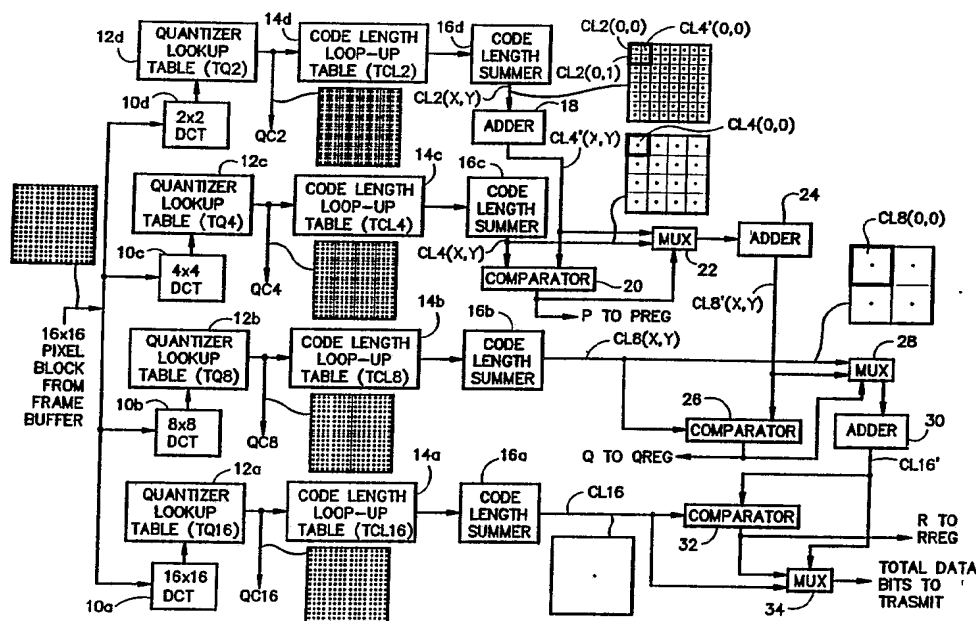 12d
QUANTIZER
LOOKUP
TABLE (TQ2)
14d
CODE LENGTH
LOOP-UP
TABLE (TCL2)
16d
CODE
LENGTH
SUMMER
CL2(0,0)
CL4'(0,0)
CL2(0,1)
10d
2x2
DCT
QC2
CL2(X,Y)
18
ADDER
CL4'(X,Y)
CL4(0,0)
12c
QUANTIZER
LOOKUP
TABLE (TQ4)
14c
CODE LENGTH
LOOP-UP
TABLE (TCL4)
16c
CODE
LENGTH
SUMMER
10c
4x4
DCT
QC4
CL4(X,Y)
COMPARATOR
20
MUX
22
24
ADDER
CL8'(X,Y)
CL8(0,0)
P TO PREG
16x16
PIXEL
BLOCK
FROM
FRAME
BUFFER
12b
QUANTIZER
LOOKUP
TABLE (TQ8)
14b
CODE LENGTH
LOOP-UP
TABLE (TCL8)
16b
CODE
LENGTH
SUMMER
CL8(X,Y)
28
MUX
10b
8x8
DCT
QC8
26
COMPARATOR
Q TO QREG
ADDER
30
CL16'
12a
QUANTIZER
LOOKUP
TABLE (TQ16)
14a
CODE LENGTH
LOOP-UP
TABLE (TCL16)
16a
CODE
LENGTH
SUMMER
CL16
COMPARATOR
32
R TO
RREG
10a
16x16
DCT
QC16
MUX
34
TOTAL DATA
BITS TO
TRASMIT